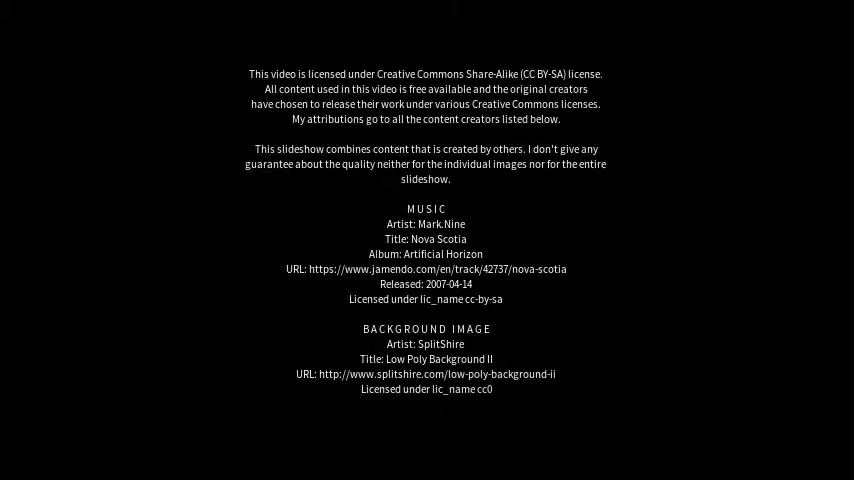 This video is licensed under Creative Commons Share-Alike (CC BY-SA) license.
All content used in this video is free available and the original creators
have chosen to release their work under various Creative Commons licenses.
My attributions go to all the content creators listed below.
This slideshow combines content that is created by others. I don't give any
guarantee about the quality neither for the individual images nor for the entire
slideshow.
MUSIC
Artist: Mark.Nine
Title: Nova Scotia
Album: Artificial Horizon
URL: https://www.jamendo.com/en/track/42737/nova-scotia
Released: 2007-04-14
Licensed under lic_name cc-by-sa
BACKGROUND IMAGE
Artist: SplitShire
Title: Low Poly Background II
URL: http://www.splitshire.com/low-poly-background-ii
Licensed under lic_name cc0